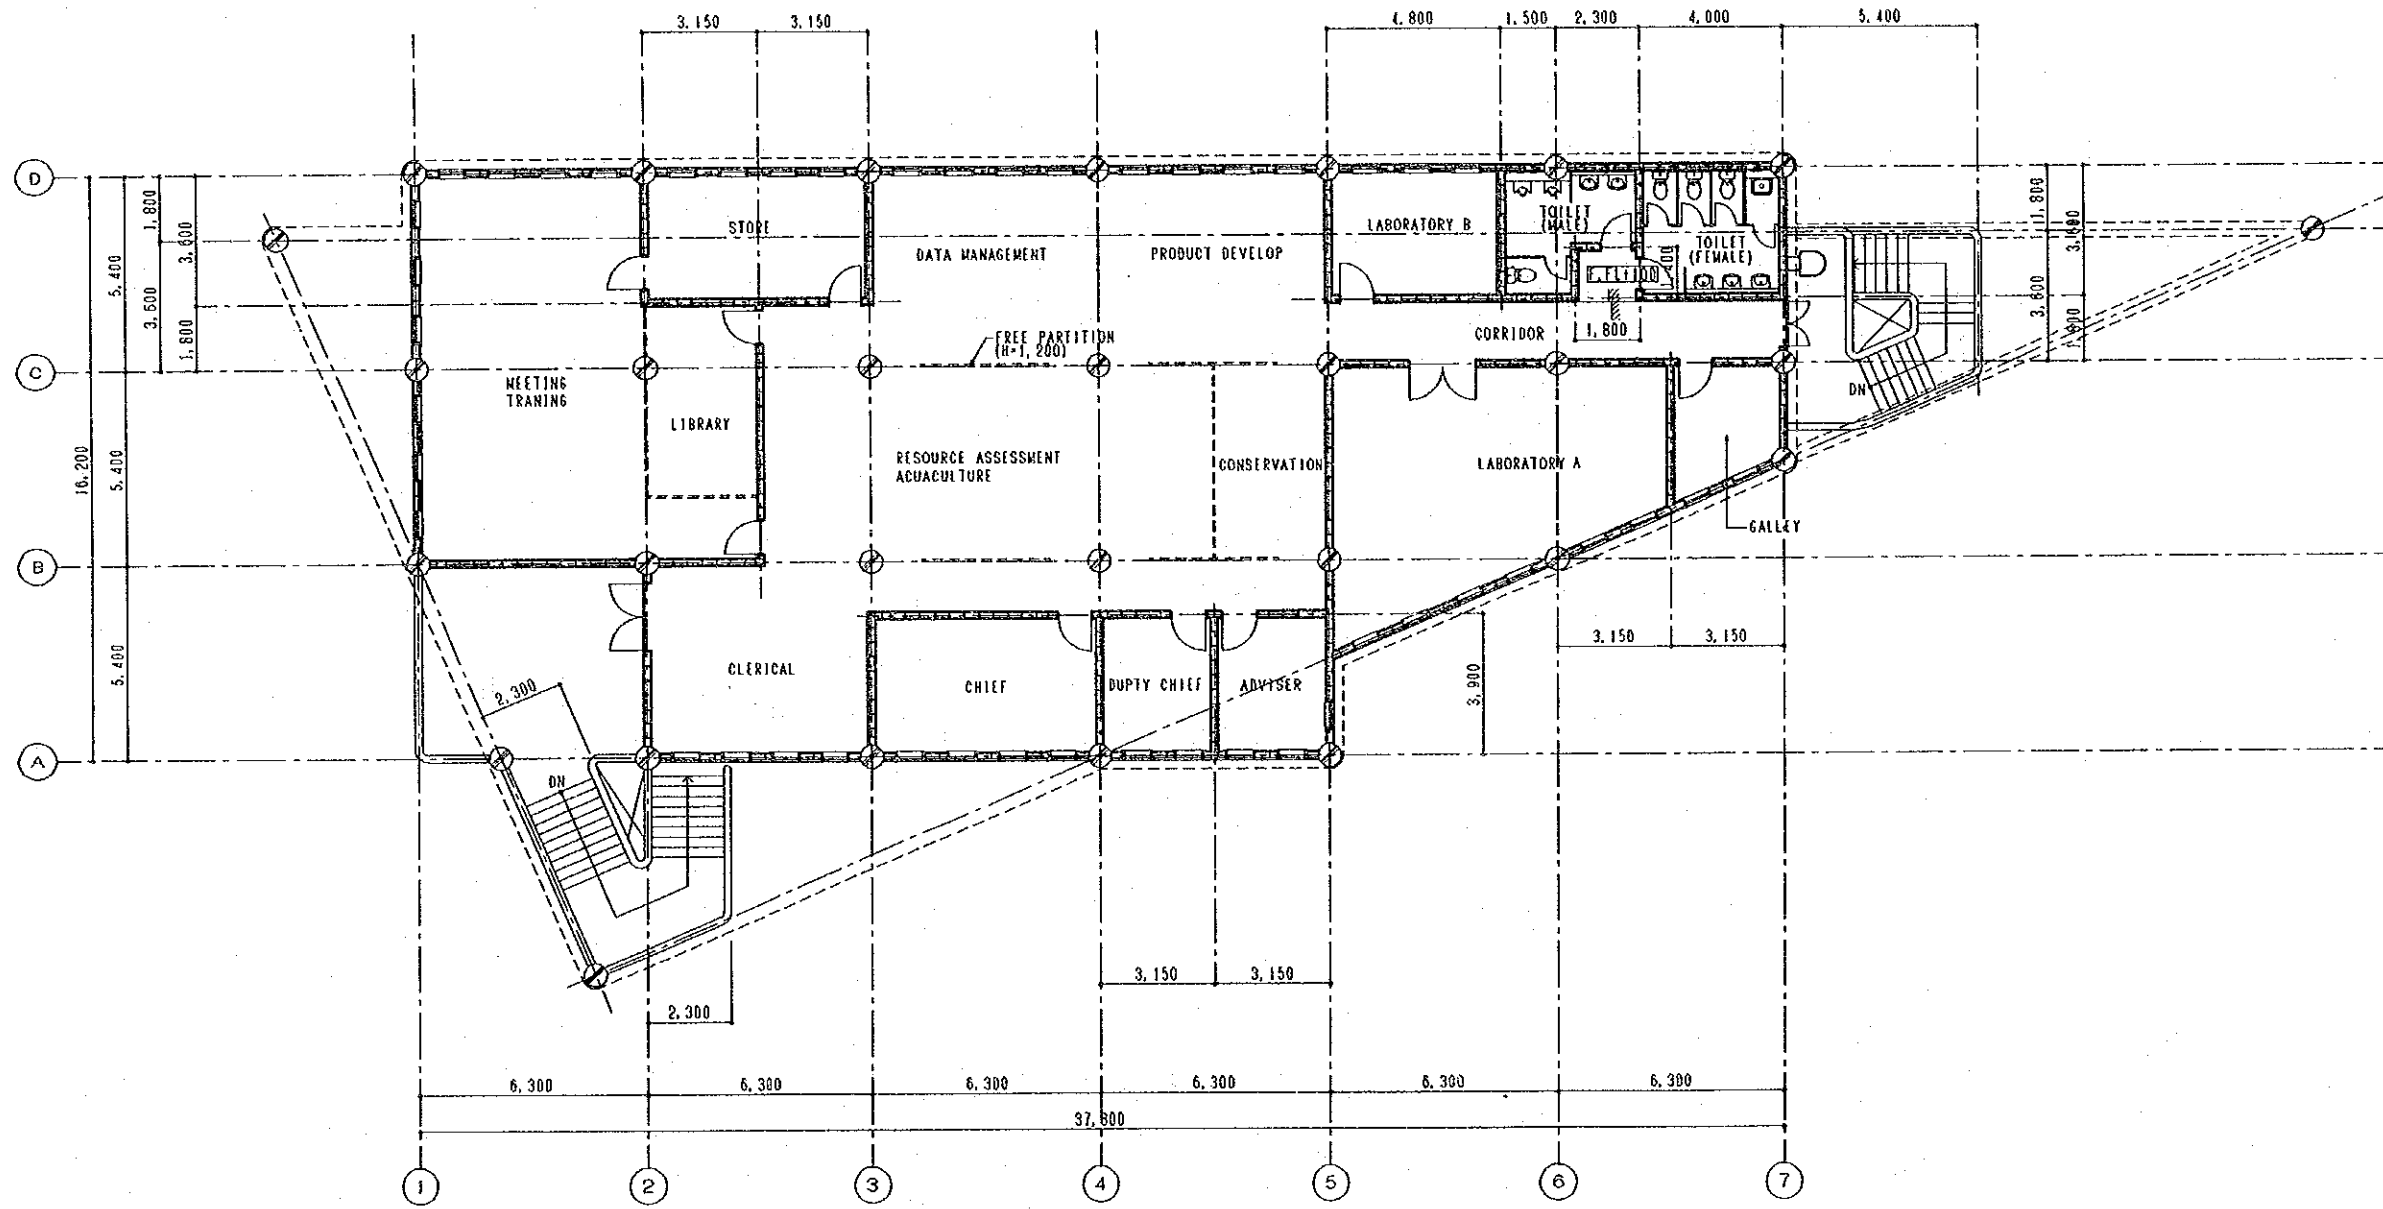 3,150 3,150 4,800 1,500 2,300 4,000 5,400
D
1,800
3,600
5,400
3,600
1,800
STORE
DATA MANAGEMENT
PRODUCT DEVELOP
LABORATORY B
TOILET
(MALE)
TOILET
(FEMALE)
F.FL+100
1,800
3,600
3,600
CORRIDOR
1,800
FREE PARTITION
(H=1,200)
C
MEETING
TRANING
LIBRARY
RESOURCE ASSESSMENT
ACUACULTURE
CONSERVATION
LABORATORY A
GALLEY
DN
16,200
5,400
B
3,150 3,150
5,400
CLERICAL
CHIEF
DUPTY CHIEF
ADVISER
3,900
2,300
A
DN
3,150 3,150
2,300
6,300 6,300 6,300 6,300 6,300 6,300
37,800
1 2 3 4 5 6 7